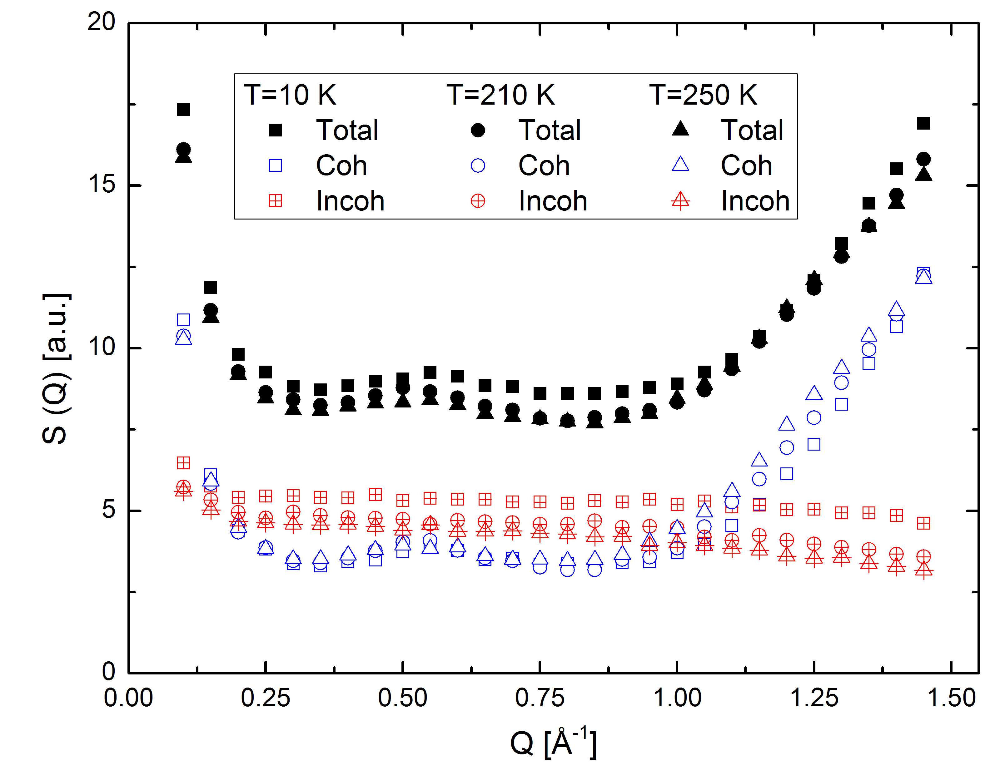 20
15
10
5
0
S (Q) [a.u.]
T=10 K T=210 K T=250 K
Total Total Total
Coh Coh Coh
Incoh Incoh Incoh
0.00 0.25 0.50 0.75 1.00 1.25 1.50
Q [Å⁻¹]